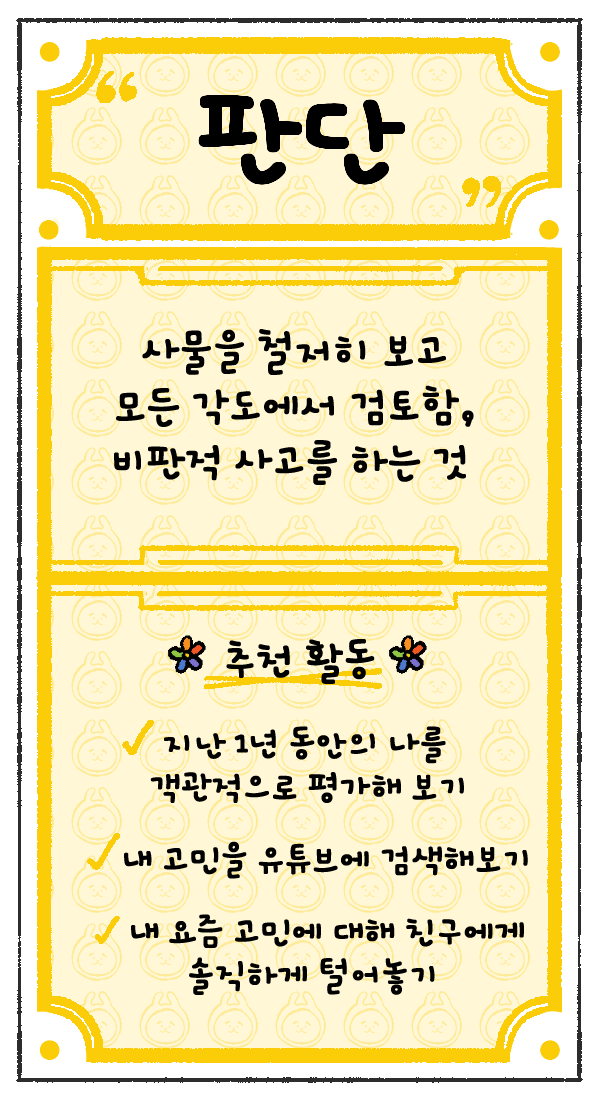 판단
사물을 철저히 보고
모든 각도에서 검토함,
비판적 사고를 하는 것
추천 활동
지난 1년 동안의 나를
객관적으로 평가해 보기
내 고민을 유튜브에 검색해보기
내 요즘 고민에 대해 친구에게
솔직하게 털어놓기